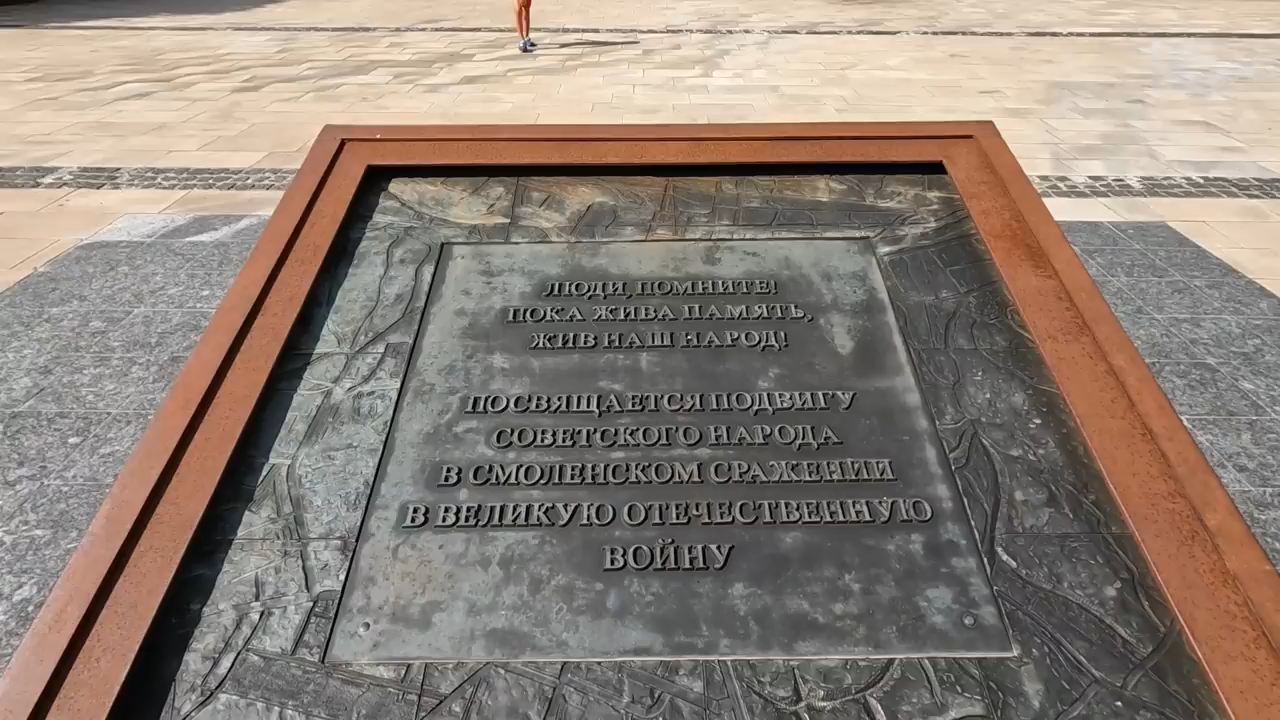 ЛЮДИ, ПОМНИТЕ!
ПОКА ЖИВА ПАМЯТЬ,
ЖИВ НАШ НАРОД!
ПОСВЯЩАЕТСЯ ПОДВИГУ
СОВЕТСКОГО НАРОДА
В СМОЛЕНСКОМ СРАЖЕНИИ
В ВЕЛИКУЮ ОТЕЧЕСТВЕННУЮ
ВОЙНУ